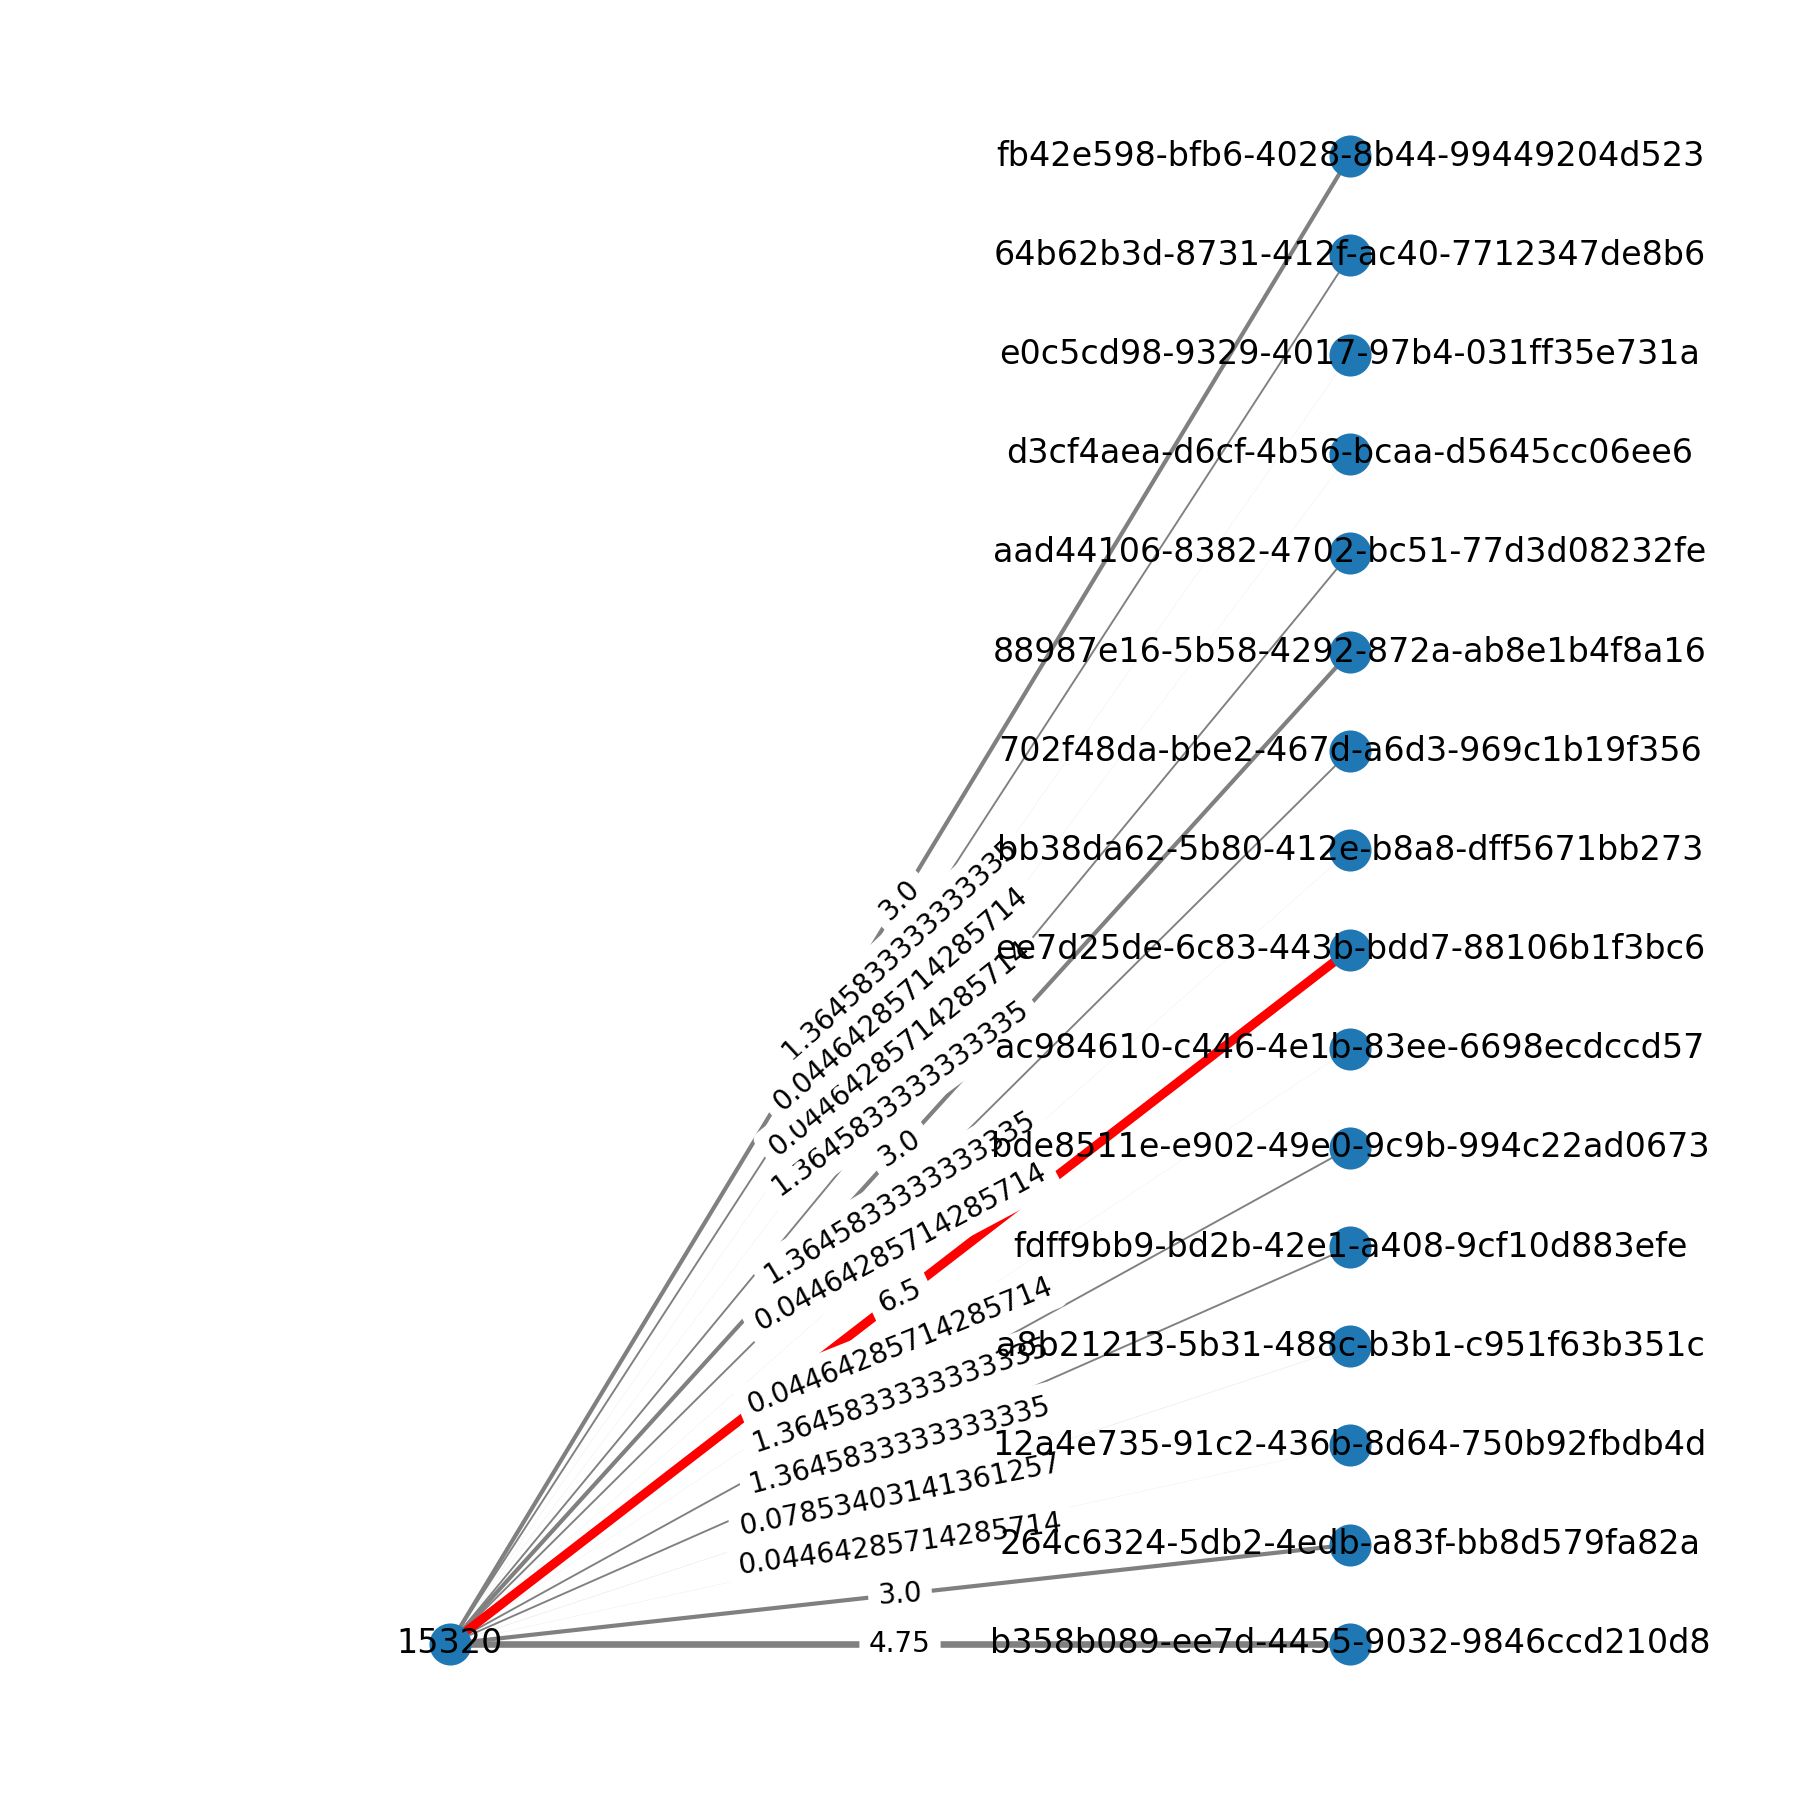 fb42e598-bfb6-4028-8b44-99449204d523
64b62b3d-8731-412f-ac40-7712347de8b6
e0c5cd98-9329-4017-97b4-031ff35e731a
d3cf4aea-d6cf-4b56-bcaa-d5645cc06ee6
aad44106-8382-4702-bc51-77d3d08232fe
88987e16-5b58-4292-872a-ab8e1b4f8a16
702f48da-bbe2-467d-a6d3-969c1b19f356
bb38da62-5b80-412e-b8a8-dff5671bb273
ee7d25de-6c83-443b-bdd7-88106b1f3bc6
ac984610-c446-4e1b-83ee-6698ecdccd57
bde8511e-e902-49e0-9c9b-994c22ad0673
fdff9bb9-bd2b-42e1-a408-9cf10d883efe
a8b21213-5b31-488c-b3b1-c951f63b351c
12a4e735-91c2-436b-8d64-750b92fbdb4d
264c6324-5db2-4edb-a83f-bb8d579fa82a
b358b089-ee7d-4455-9032-9846ccd210d8
3.0
1.3645833333333335
0.04464285714285714
0.04464285714285714
1.3645833333333335
3.0
1.3645833333333335
0.04464285714285714
6.5
0.04464285714285714
1.3645833333333335
1.3645833333333335
0.07853403141361257
0.04464285714285714
3.0
4.75
15320